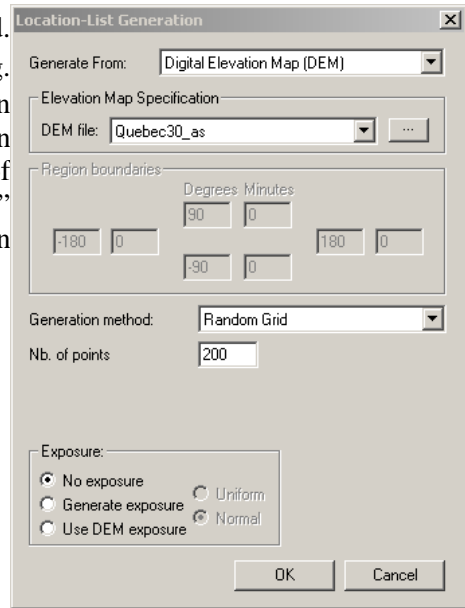 Location-List Generation
Generate From: Digital Elevation Map (DEM)
Elevation Map Specification
DEM file: Quebec30_as ...
Region boundaries
Degrees Minutes
90 0
-180 0 180 0
-90 0
Generation method: Random Grid
Nb. of points 200
Exposure:
No exposure
Generate exposure
Use DEM exposure
Uniform
Normal
OK Cancel